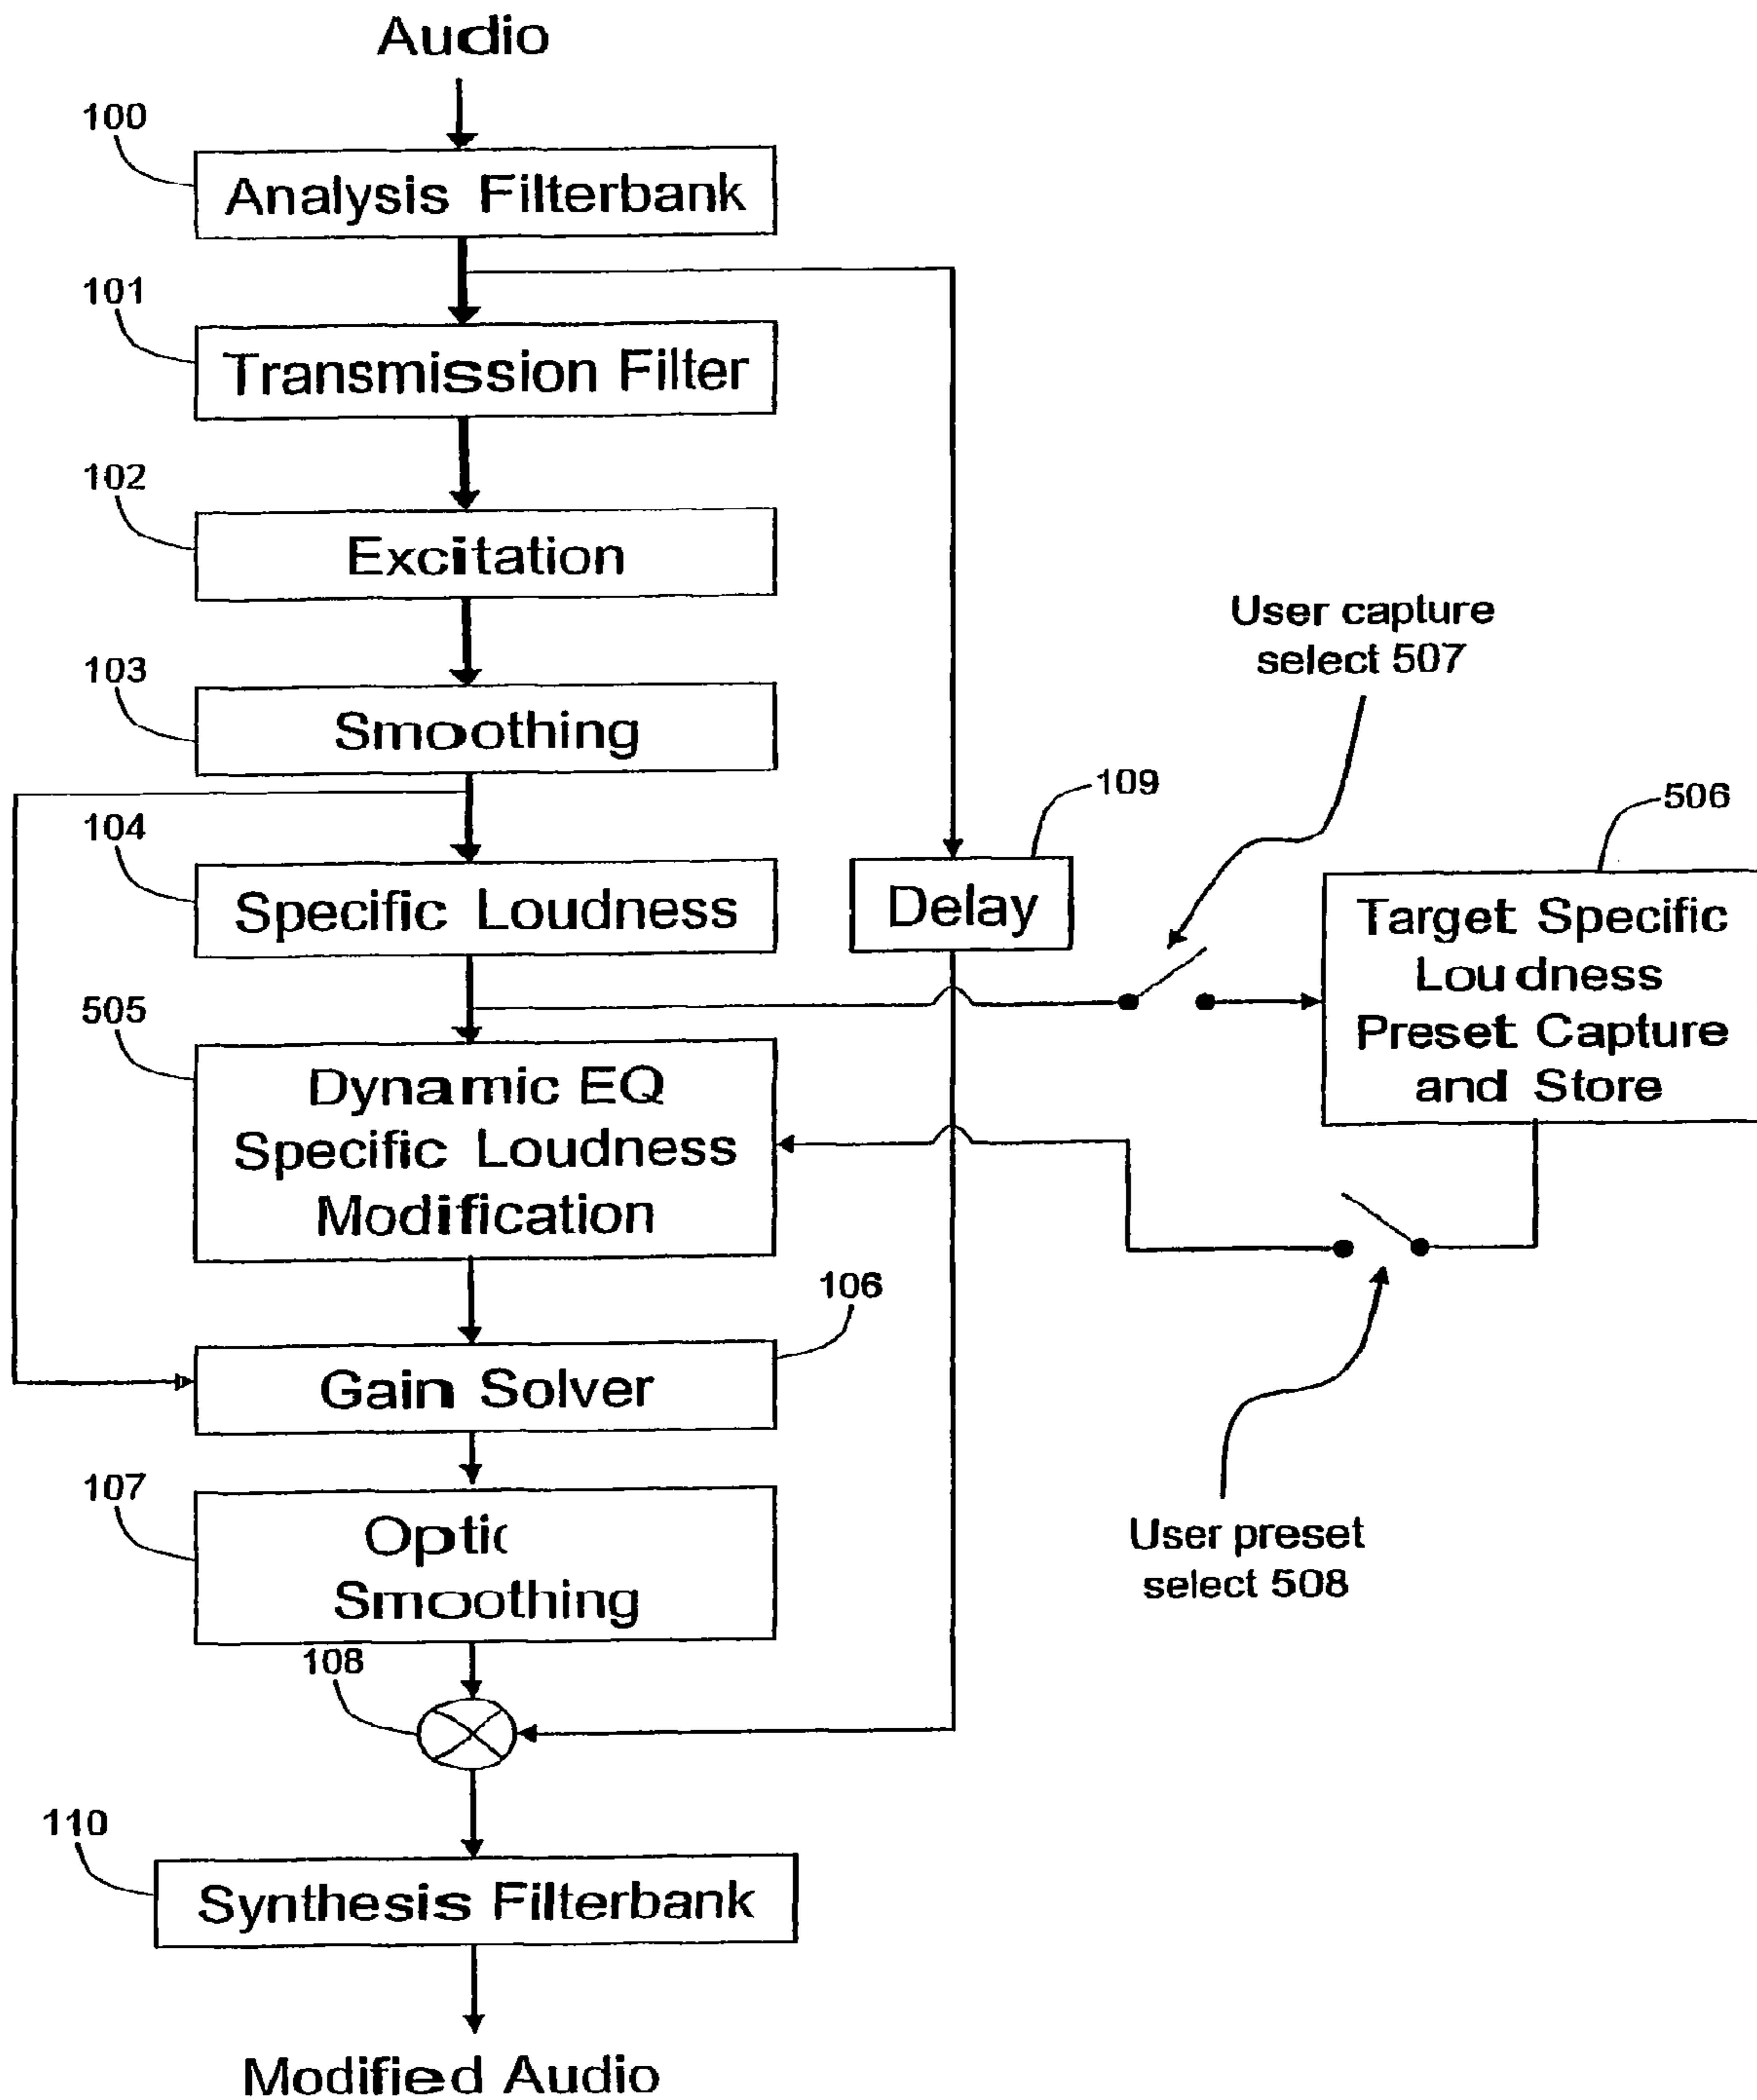 Audio
100
Analysis Filterbank
101
Transmission Filter
102
Excitation
103
Smoothing
104
Specific Loudness
109
Delay
User capture
select 507
506
Target Specific
Loudness
Preset Capture
and Store
505
Dynamic EQ
Specific Loudness
Modification
106
Gain Solver
User preset
select 508
107
Smoothing
108
110
Synthesis Filterbank
Modified Audio